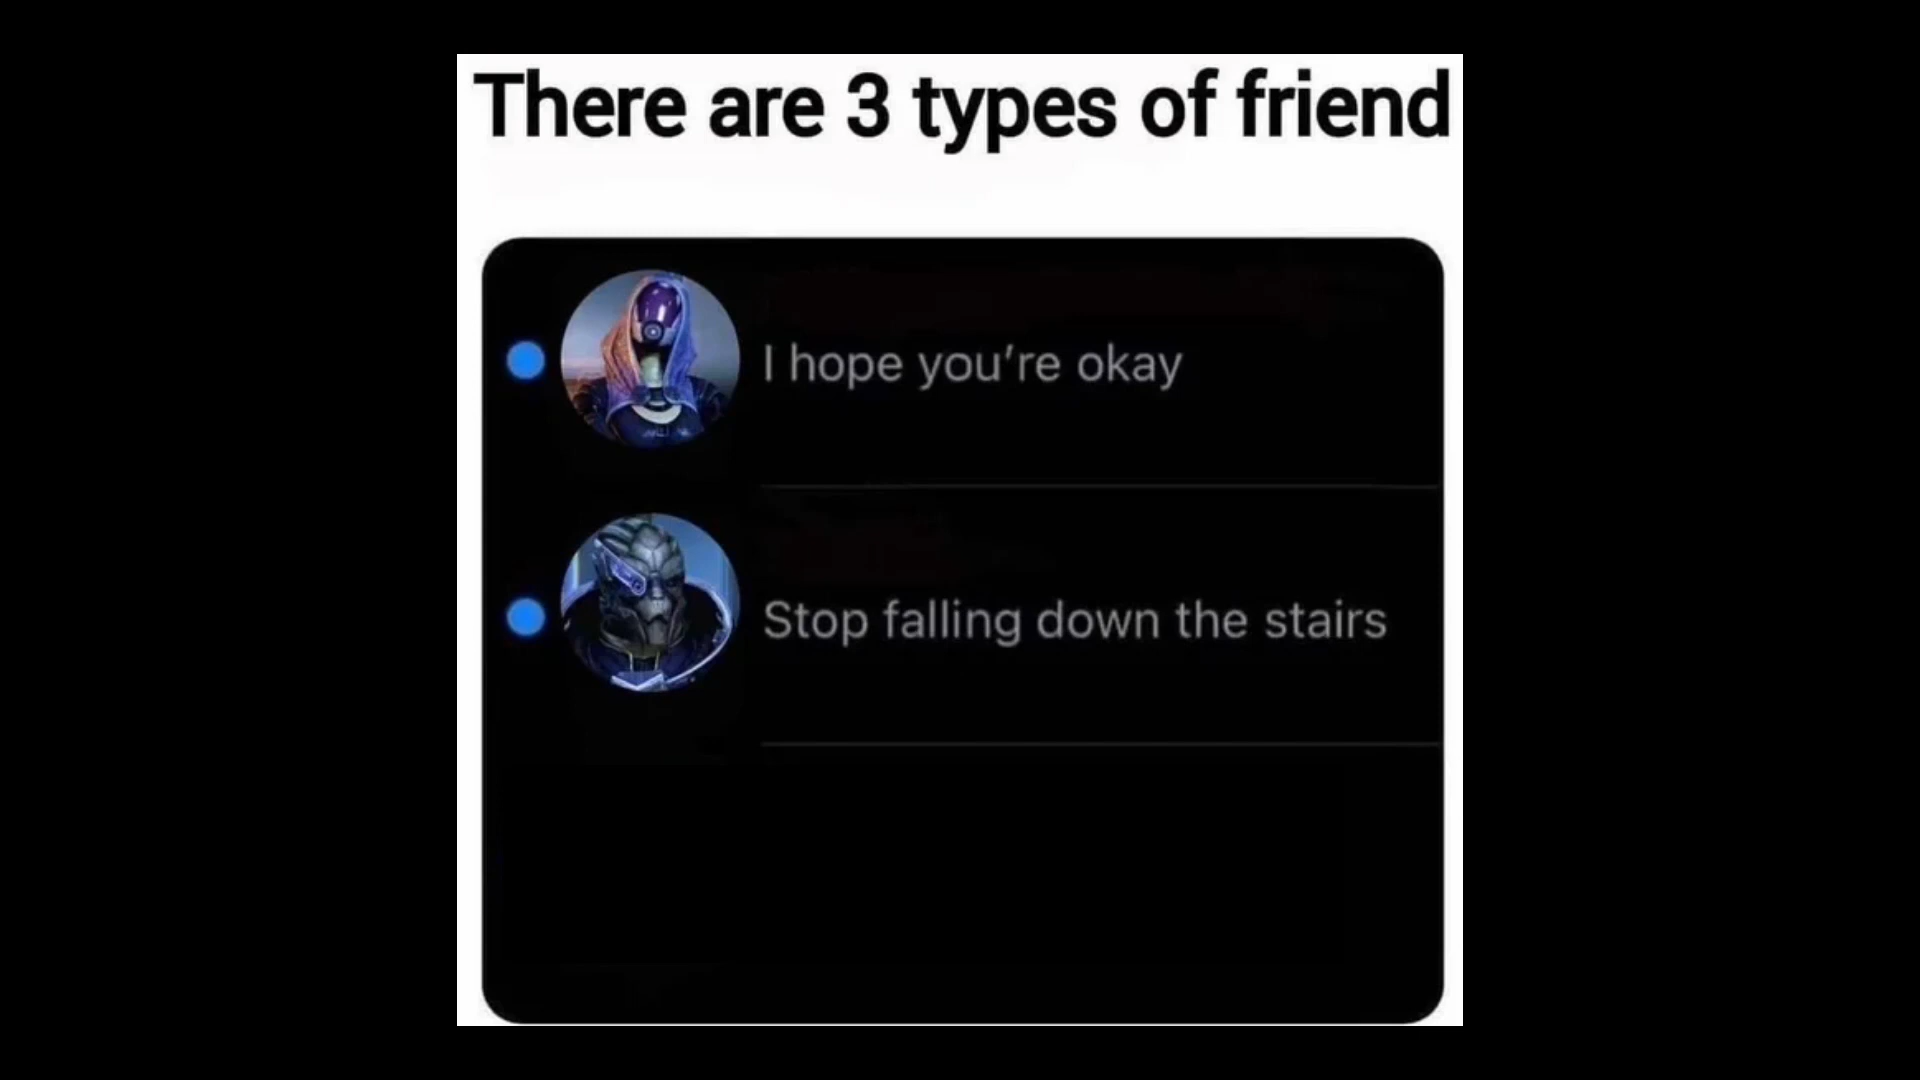 There are 3 types of friend
I hope you're okay
Stop falling down the stairs